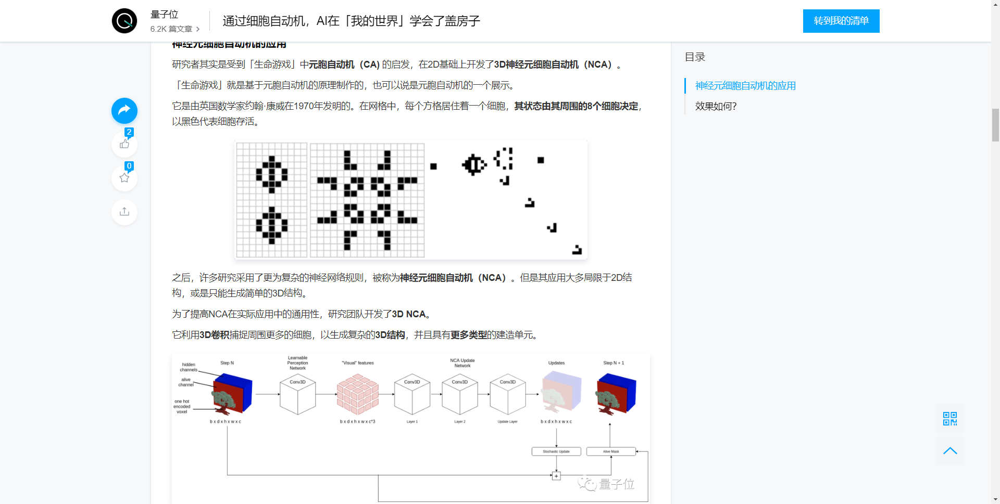 量子位
6.2K 篇文章
通过细胞自动机，AI在「我的世界」学会了盖房子
转到我的清单
神经元细胞自动机的应用
研究者其实是受到「生命游戏」中元胞自动机（CA) 的启发，在2D基础上开发了3D神经元细胞自动机（NCA）。
「生命游戏」就是基于元胞自动机的原理制作的，也可以说是元胞自动机的一个展示。
它是由英国数学家约翰·康威在1970年发明的。在网格中，每个方格居住着一个细胞，其状态由其周围的8个细胞决定，
以黑色代表细胞存活。
2
0
之后，许多研究采用了更为复杂的神经网络规则，被称为神经元细胞自动机（NCA）。但是其应用大多局限于2D结
构，或是只能生成简单的3D结构。
为了提高NCA在实际应用中的通用性，研究团队开发了3D NCA。
它利用3D卷积捕捉周围更多的细胞，以生成复杂的3D结构，并且具有更多类型的建造单元。
hidden
channels
alive
channel
one hot
encoded
voxel
Step N
b x d x h x w x c
Learnable
Perception
Network
Conv3D
"Visual" features
b x d x h x w x c*3
NCA Update
Network
Conv3D
Layer 1
Conv3D
Layer 2
Conv3D
Update Layer
Updates
b x d x h x w x c
Step N + 1
Stochastic Update
Alive Mask
+
量子位
目录
神经元细胞自动机的应用
效果如何？